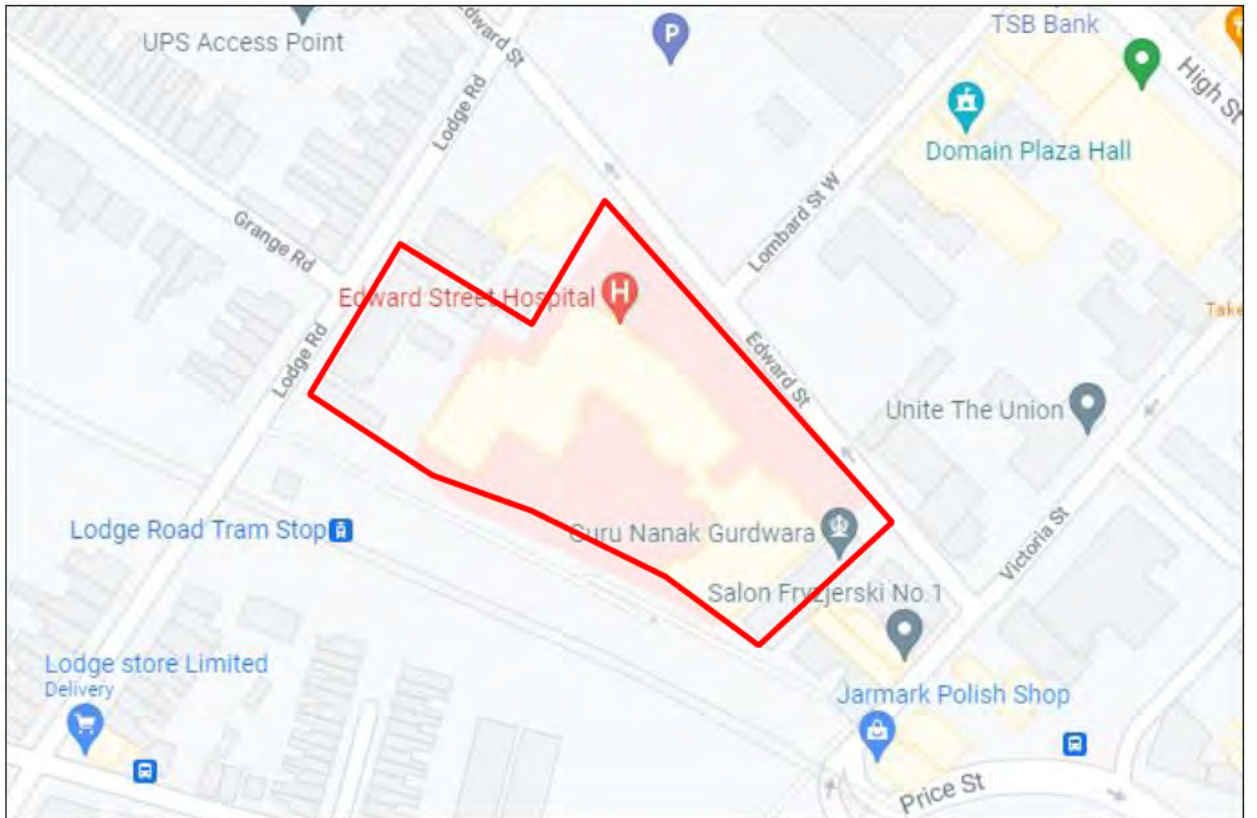 UPS Access Point
Edward St
P
TSB Bank
High St
Lodge Rd
Domain Plaza Hall
Grange Rd
Lombard St W
Edward Street Hospital
H
Take
Lodge Rd
Edward St
Unite The Union
Lodge Road Tram Stop
Guru Nanak Gurdwara
Victoria St
Salon Fryzjerski No.1
Lodge store Limited
Delivery
Jarmark Polish Shop
Price St